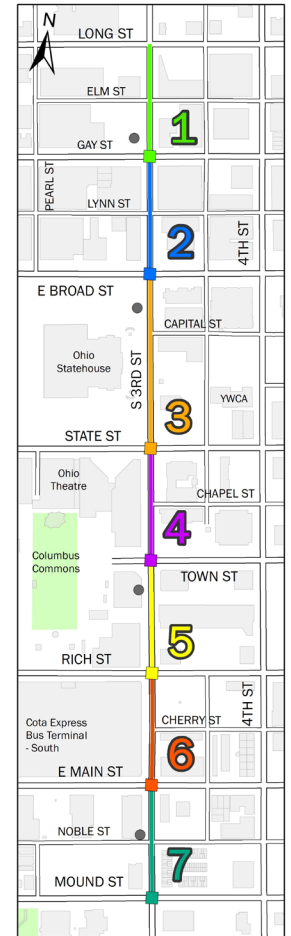 N
LONG ST
ELM ST
1
GAY ST
PEARL ST
LYNN ST
2
4TH ST
E BROAD ST
CAPITAL ST
Ohio
Statehouse
S 3RD ST
YWCA
3
STATE ST
Ohio
Theatre
CHAPEL ST
4
Columbus
Commons
TOWN ST
5
RICH ST
4TH ST
CHERRY ST
Cota Express
Bus Terminal
- South
6
E MAIN ST
NOBLE ST
7
MOUND ST